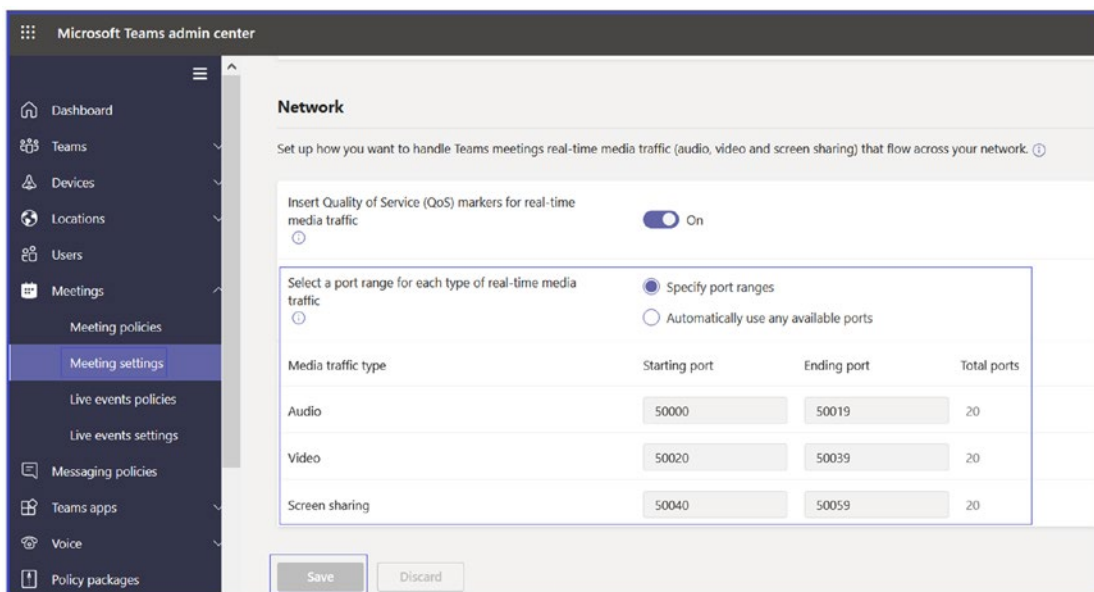 Microsoft Teams admin center
Dashboard
Teams
Devices
Locations
Users
Meetings
Meeting policies
Meeting settings
Live events policies
Live events settings
Messaging policies
Teams apps
Voice
Policy packages
Network
Set up how you want to handle Teams meetings real-time media traffic (audio, video and screen sharing) that flow across your network.
Insert Quality of Service (QoS) markers for real-time
media traffic
On
Select a port range for each type of real-time media
traffic
Specify port ranges
Automatically use any available ports
Media traffic type Starting port Ending port Total ports
Audio 50000 50019 20
Video 50020 50039 20
Screen sharing 50040 50059 20
Save Discard